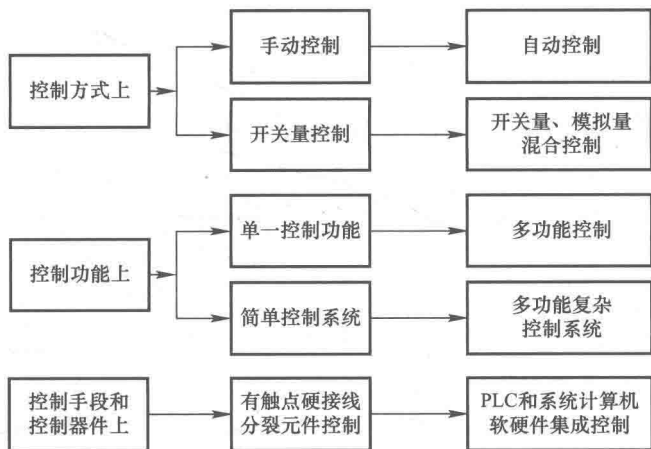 控制方式上
手动控制
自动控制
开关量控制
开关量、模拟量
混合控制
控制功能上
单一控制功能
多功能控制
简单控制系统
多功能复杂
控制系统
控制手段和
控制器件上
有触点硬接线
分裂元件控制
PLC和系统计算机
软硬件集成控制